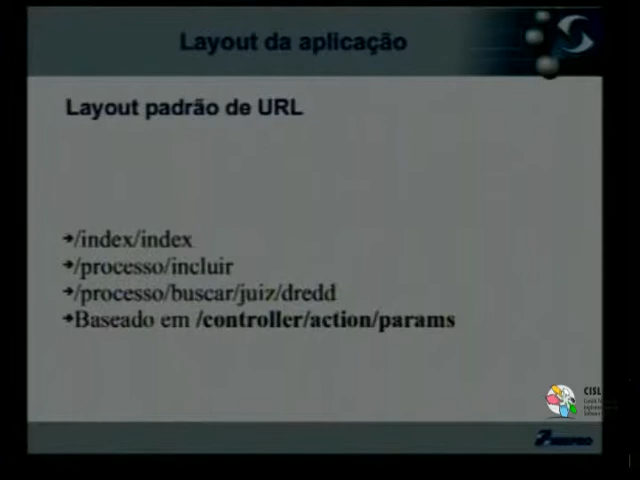 Layout da aplicação
Layout padrão de URL
➔/index/index
➔/processo/incluir
➔/processo/buscar/juiz/dredd
➔Baseado em /controller/action/params
CISL